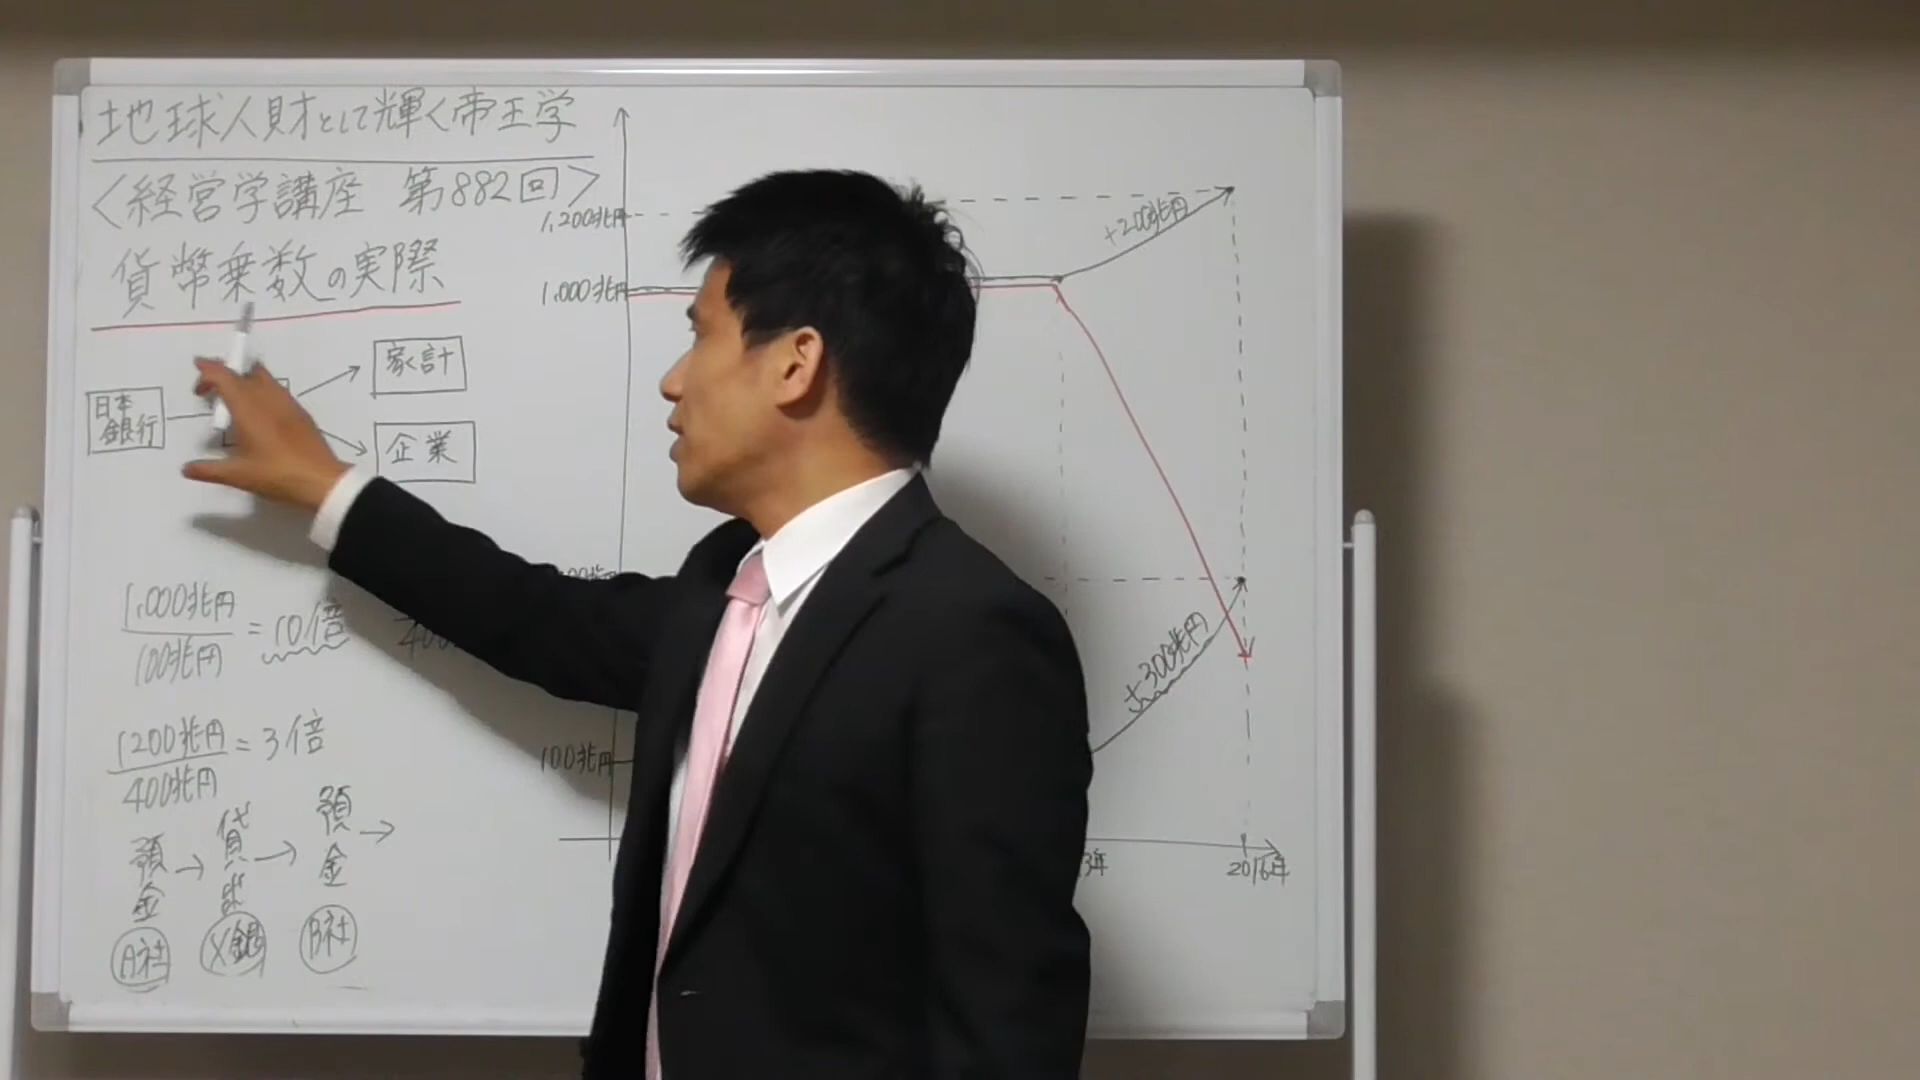 地球人財として輝く帝王学
<経営学講座 第882回>
貨幣乗数の実際
日本
銀行
家計
企業
1,000兆円
100兆円
= 10倍
400
1200兆円
400兆円
= 3倍
預金 → 貸出 → 預金 →
A社 X銀 B社
1,200兆円
1,000兆円
100兆円
+200兆円
+300兆円
3年
2016年